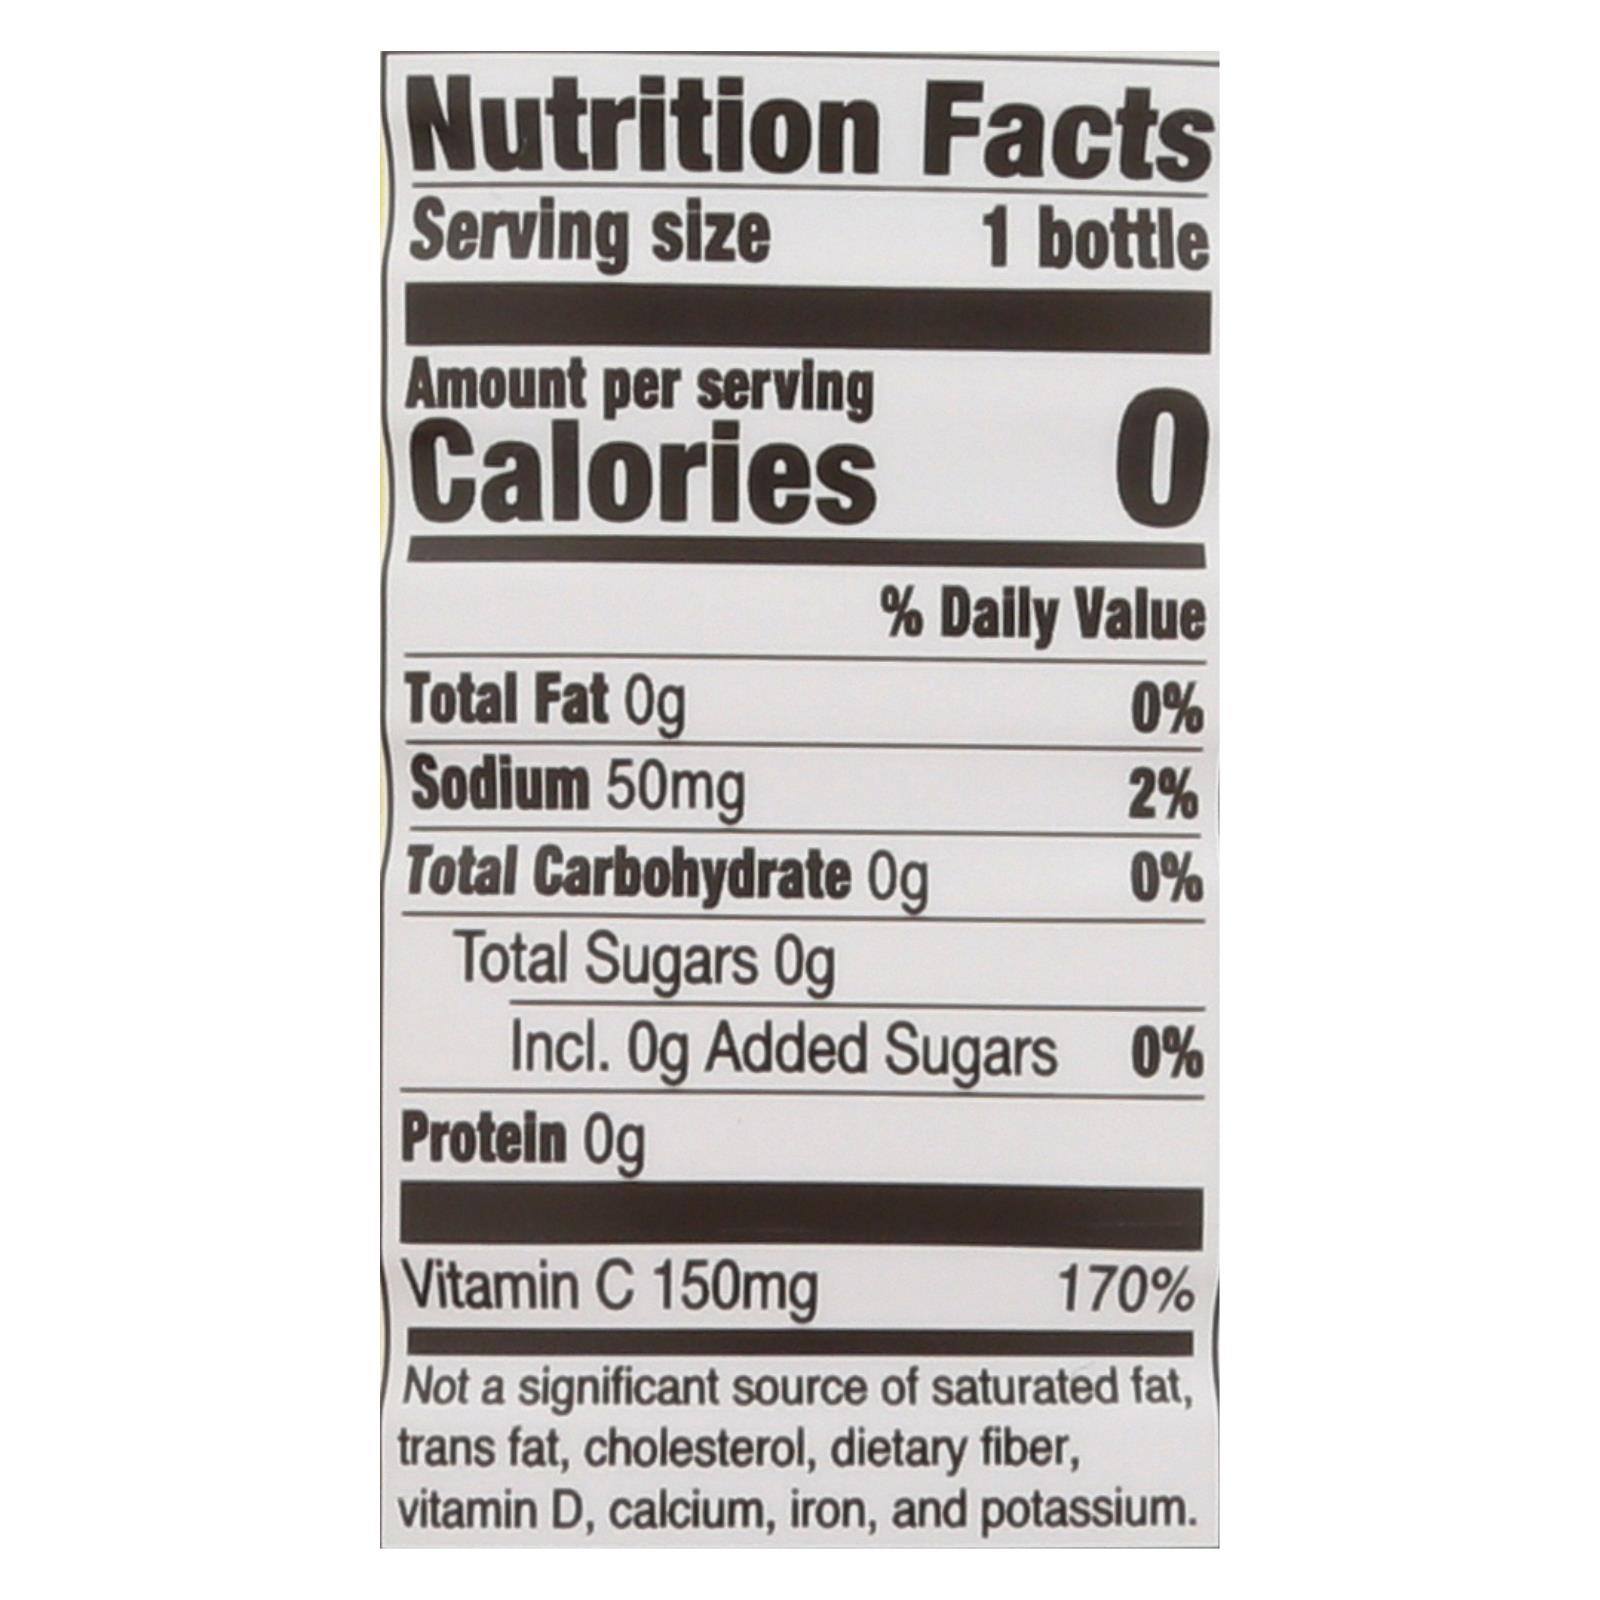 Nutrition Facts
Serving size 1 bottle
Amount per serving
Calories 0
% Daily Value
Total Fat 0g 0%
Sodium 50mg 2%
Total Carbohydrate 0g 0%
Total Sugars 0g
Incl. 0g Added Sugars 0%
Protein 0g
Vitamin C 150mg 170%
Not a significant source of saturated fat,
trans fat, cholesterol, dietary fiber,
vitamin D, calcium, iron, and potassium.